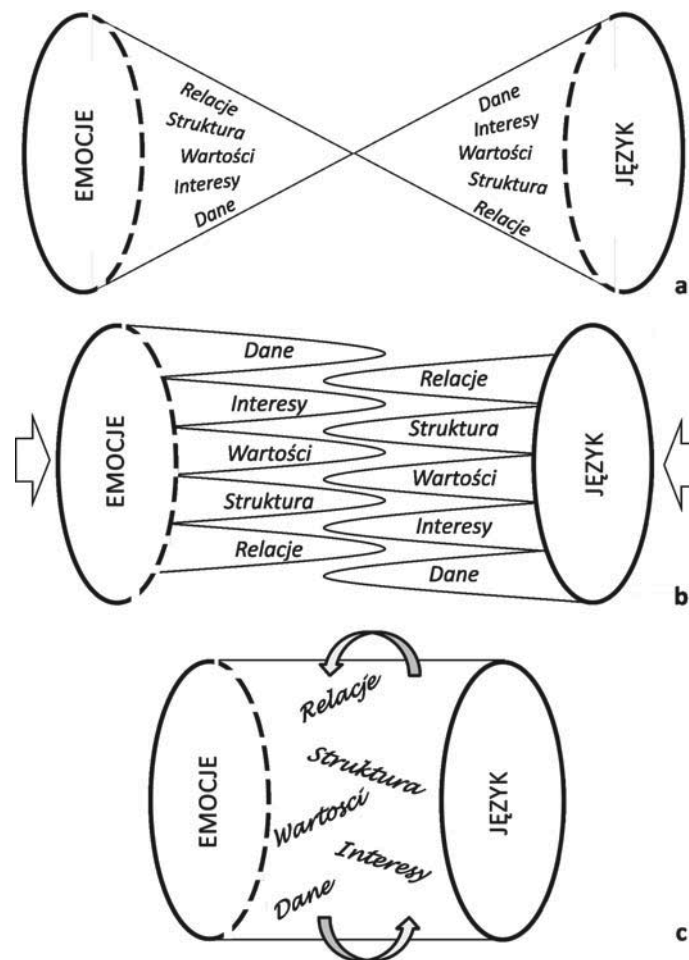 EMOCJE
Relacje
Struktura
Wartości
Interesy
Dane
Dane
Interesy
Wartości
Struktura
Relacje
JĘZYK
a
EMOCJE
Dane
Interesy
Wartości
Struktura
Relacje
Relacje
Struktura
Wartości
Interesy
Dane
JĘZYK
b
EMOCJE
Relacje
Struktura
Wartosci
Interesy
Dane
JĘZYK
c